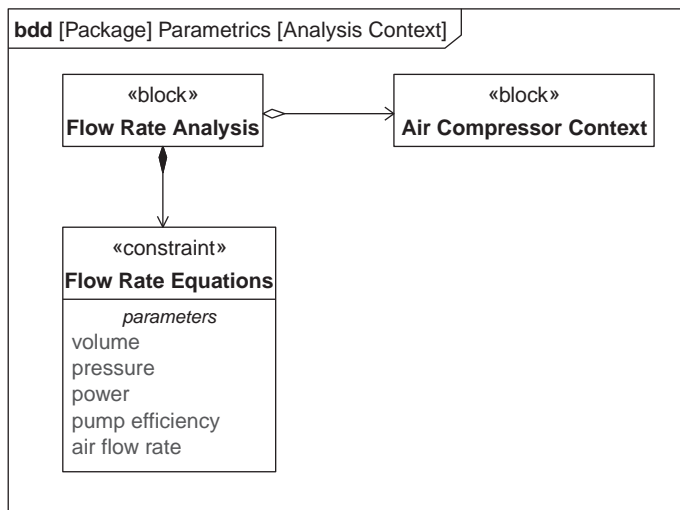 bdd [Package] Parametrics [Analysis Context]
«block»
Flow Rate Analysis
«block»
Air Compressor Context
«constraint»
Flow Rate Equations
parameters
volume
pressure
power
pump efficiency
air flow rate